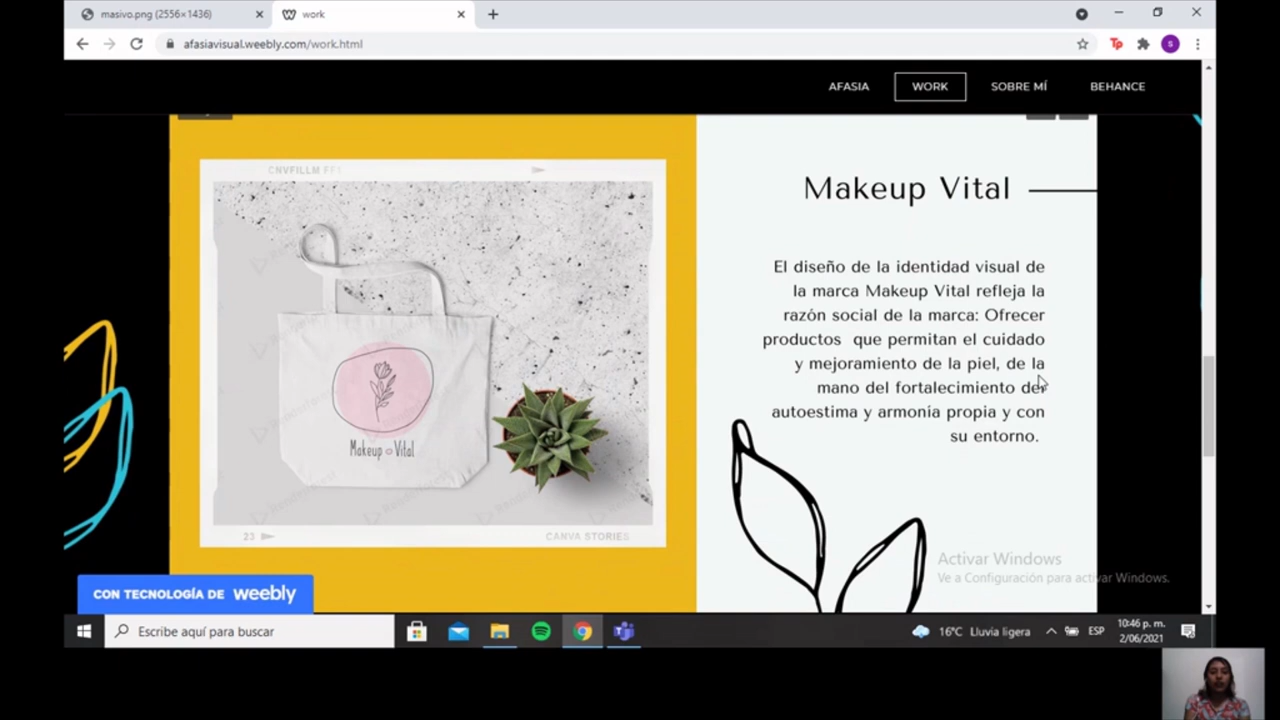 masivo.png (2556×1436)
work
afasiavisual.weebly.com/work.html
AFASIA
WORK
SOBRE MÍ
BEHANCE
CNVFILLM FF1
Makeup Vital
El diseño de la identidad visual de
la marca Makeup Vital refleja la
razón social de la marca: Ofrecer
productos que permitan el cuidado
y mejoramiento de la piel, de la
mano del fortalecimiento del
autoestima y armonía propia y con
su entorno.
Makeup Vital
23
CANVA STORIES
Activar Windows
Ve a Configuración para activar Windows.
CON TECNOLOGÍA DE weebly
Escribe aquí para buscar
16°C Lluvia ligera
ESP
10:46 p. m.
2/06/2021